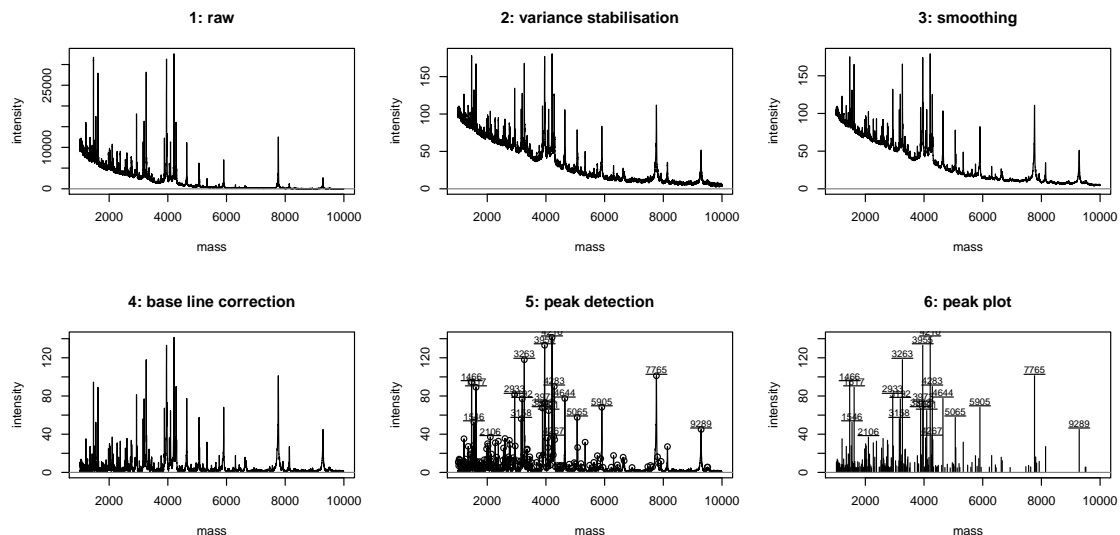 1: raw
2: variance stabilisation
3: smoothing
intensity
0 10000 25000
2000 4000 6000 8000 10000
mass
intensity
0 50 100 150
2000 4000 6000 8000 10000
mass
intensity
0 50 100 150
2000 4000 6000 8000 10000
mass
4: base line correction
5: peak detection
6: peak plot
intensity
0 40 80 120
2000 4000 6000 8000 10000
mass
intensity
0 40 80 120
3263
1466
2933
3158
1546
2106
4283
4644
5065
5905
4267
7765
9289
2000 4000 6000 8000 10000
mass
intensity
0 40 80 120
3955
3263
1466
2933
3158
1546
2106
4283
4644
5065
5905
4267
7765
9289
2000 4000 6000 8000 10000
mass